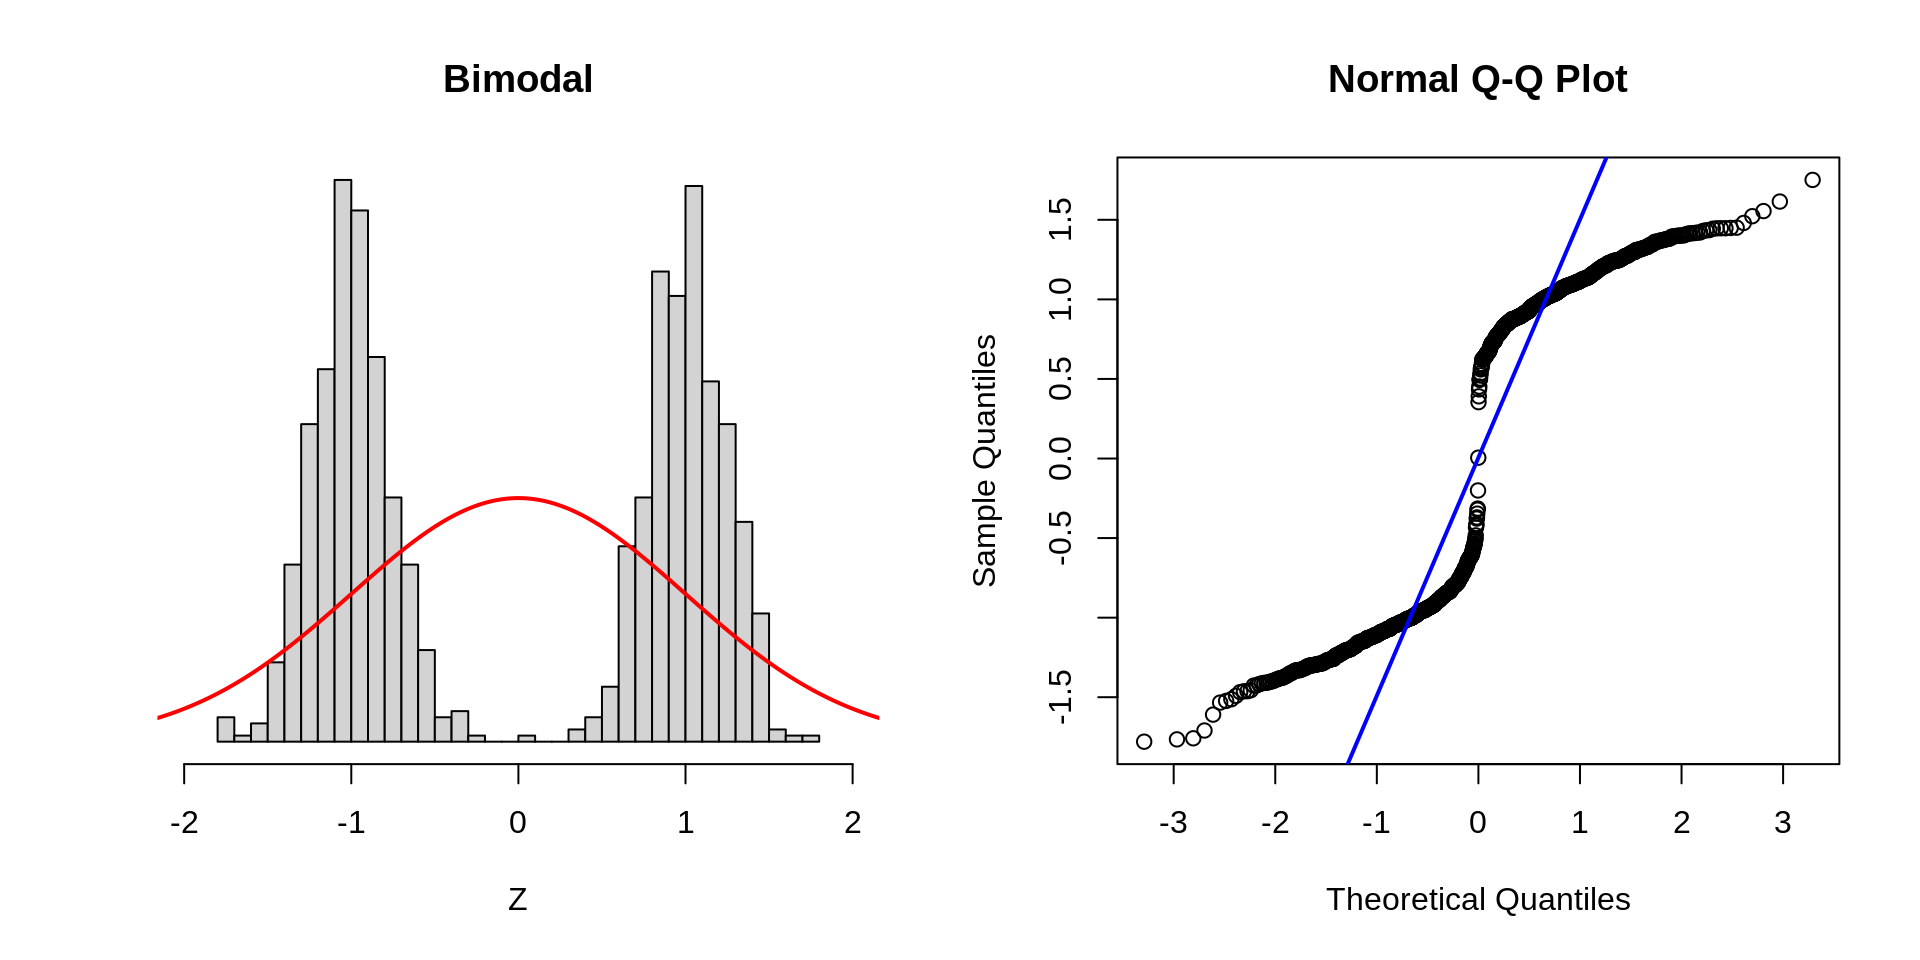 Bimodal
-2 -1 0 1 2
Z
Normal Q-Q Plot
Sample Quantiles
-1.5 -0.5 0.0 0.5 1.0 1.5
-3 -2 -1 0 1 2 3
Theoretical Quantiles